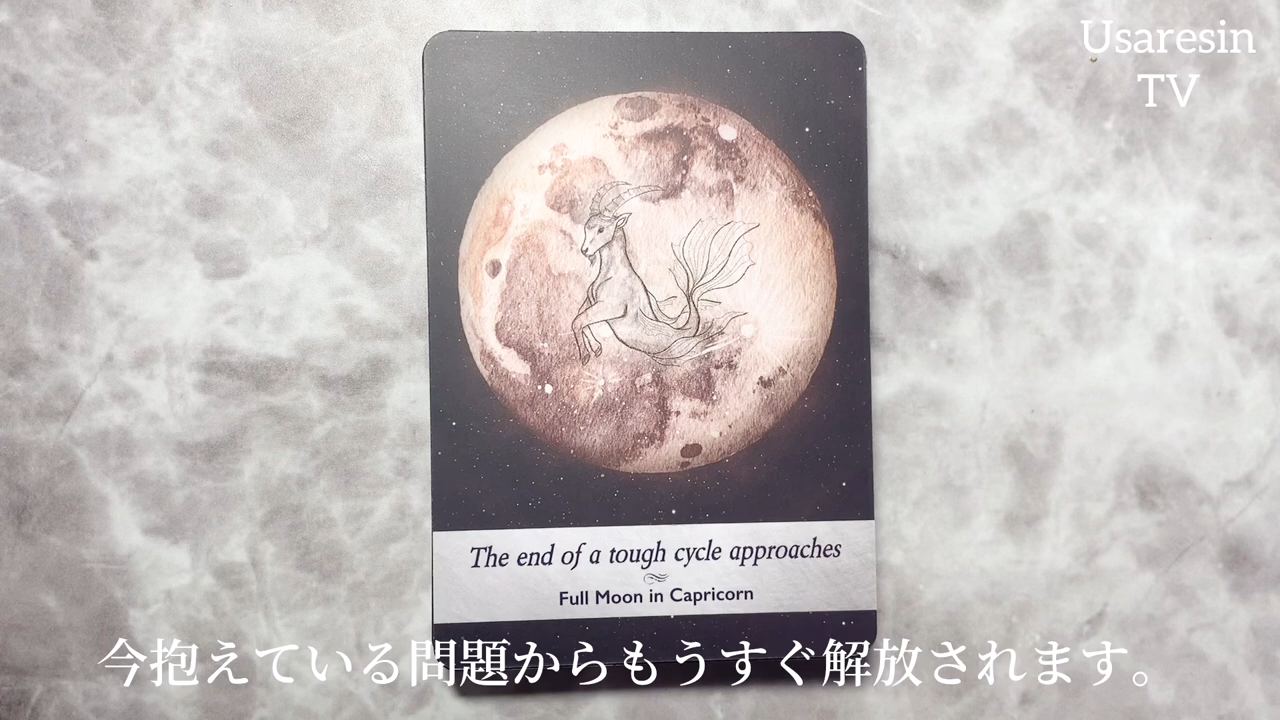 Usaresin
TV
The end of a tough cycle approaches
Full Moon in Capricorn
今抱えている問題からもうすぐ解放されます。